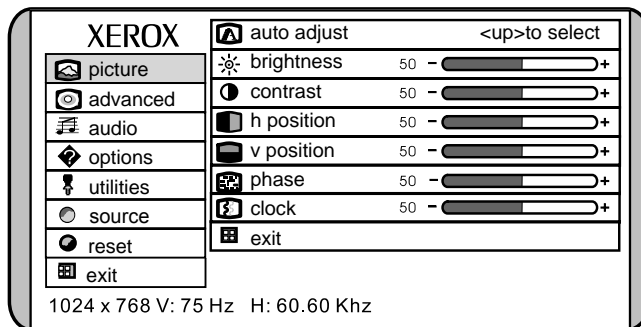 XEROX
picture
advanced
audio
options
utilities
source
reset
exit
auto adjust <up>to select
brightness 50 - +
contrast 50 - +
h position 50 - +
v position 50 - +
phase 50 - +
clock 50 - +
exit
1024 x 768 V: 75 Hz H: 60.60 Khz